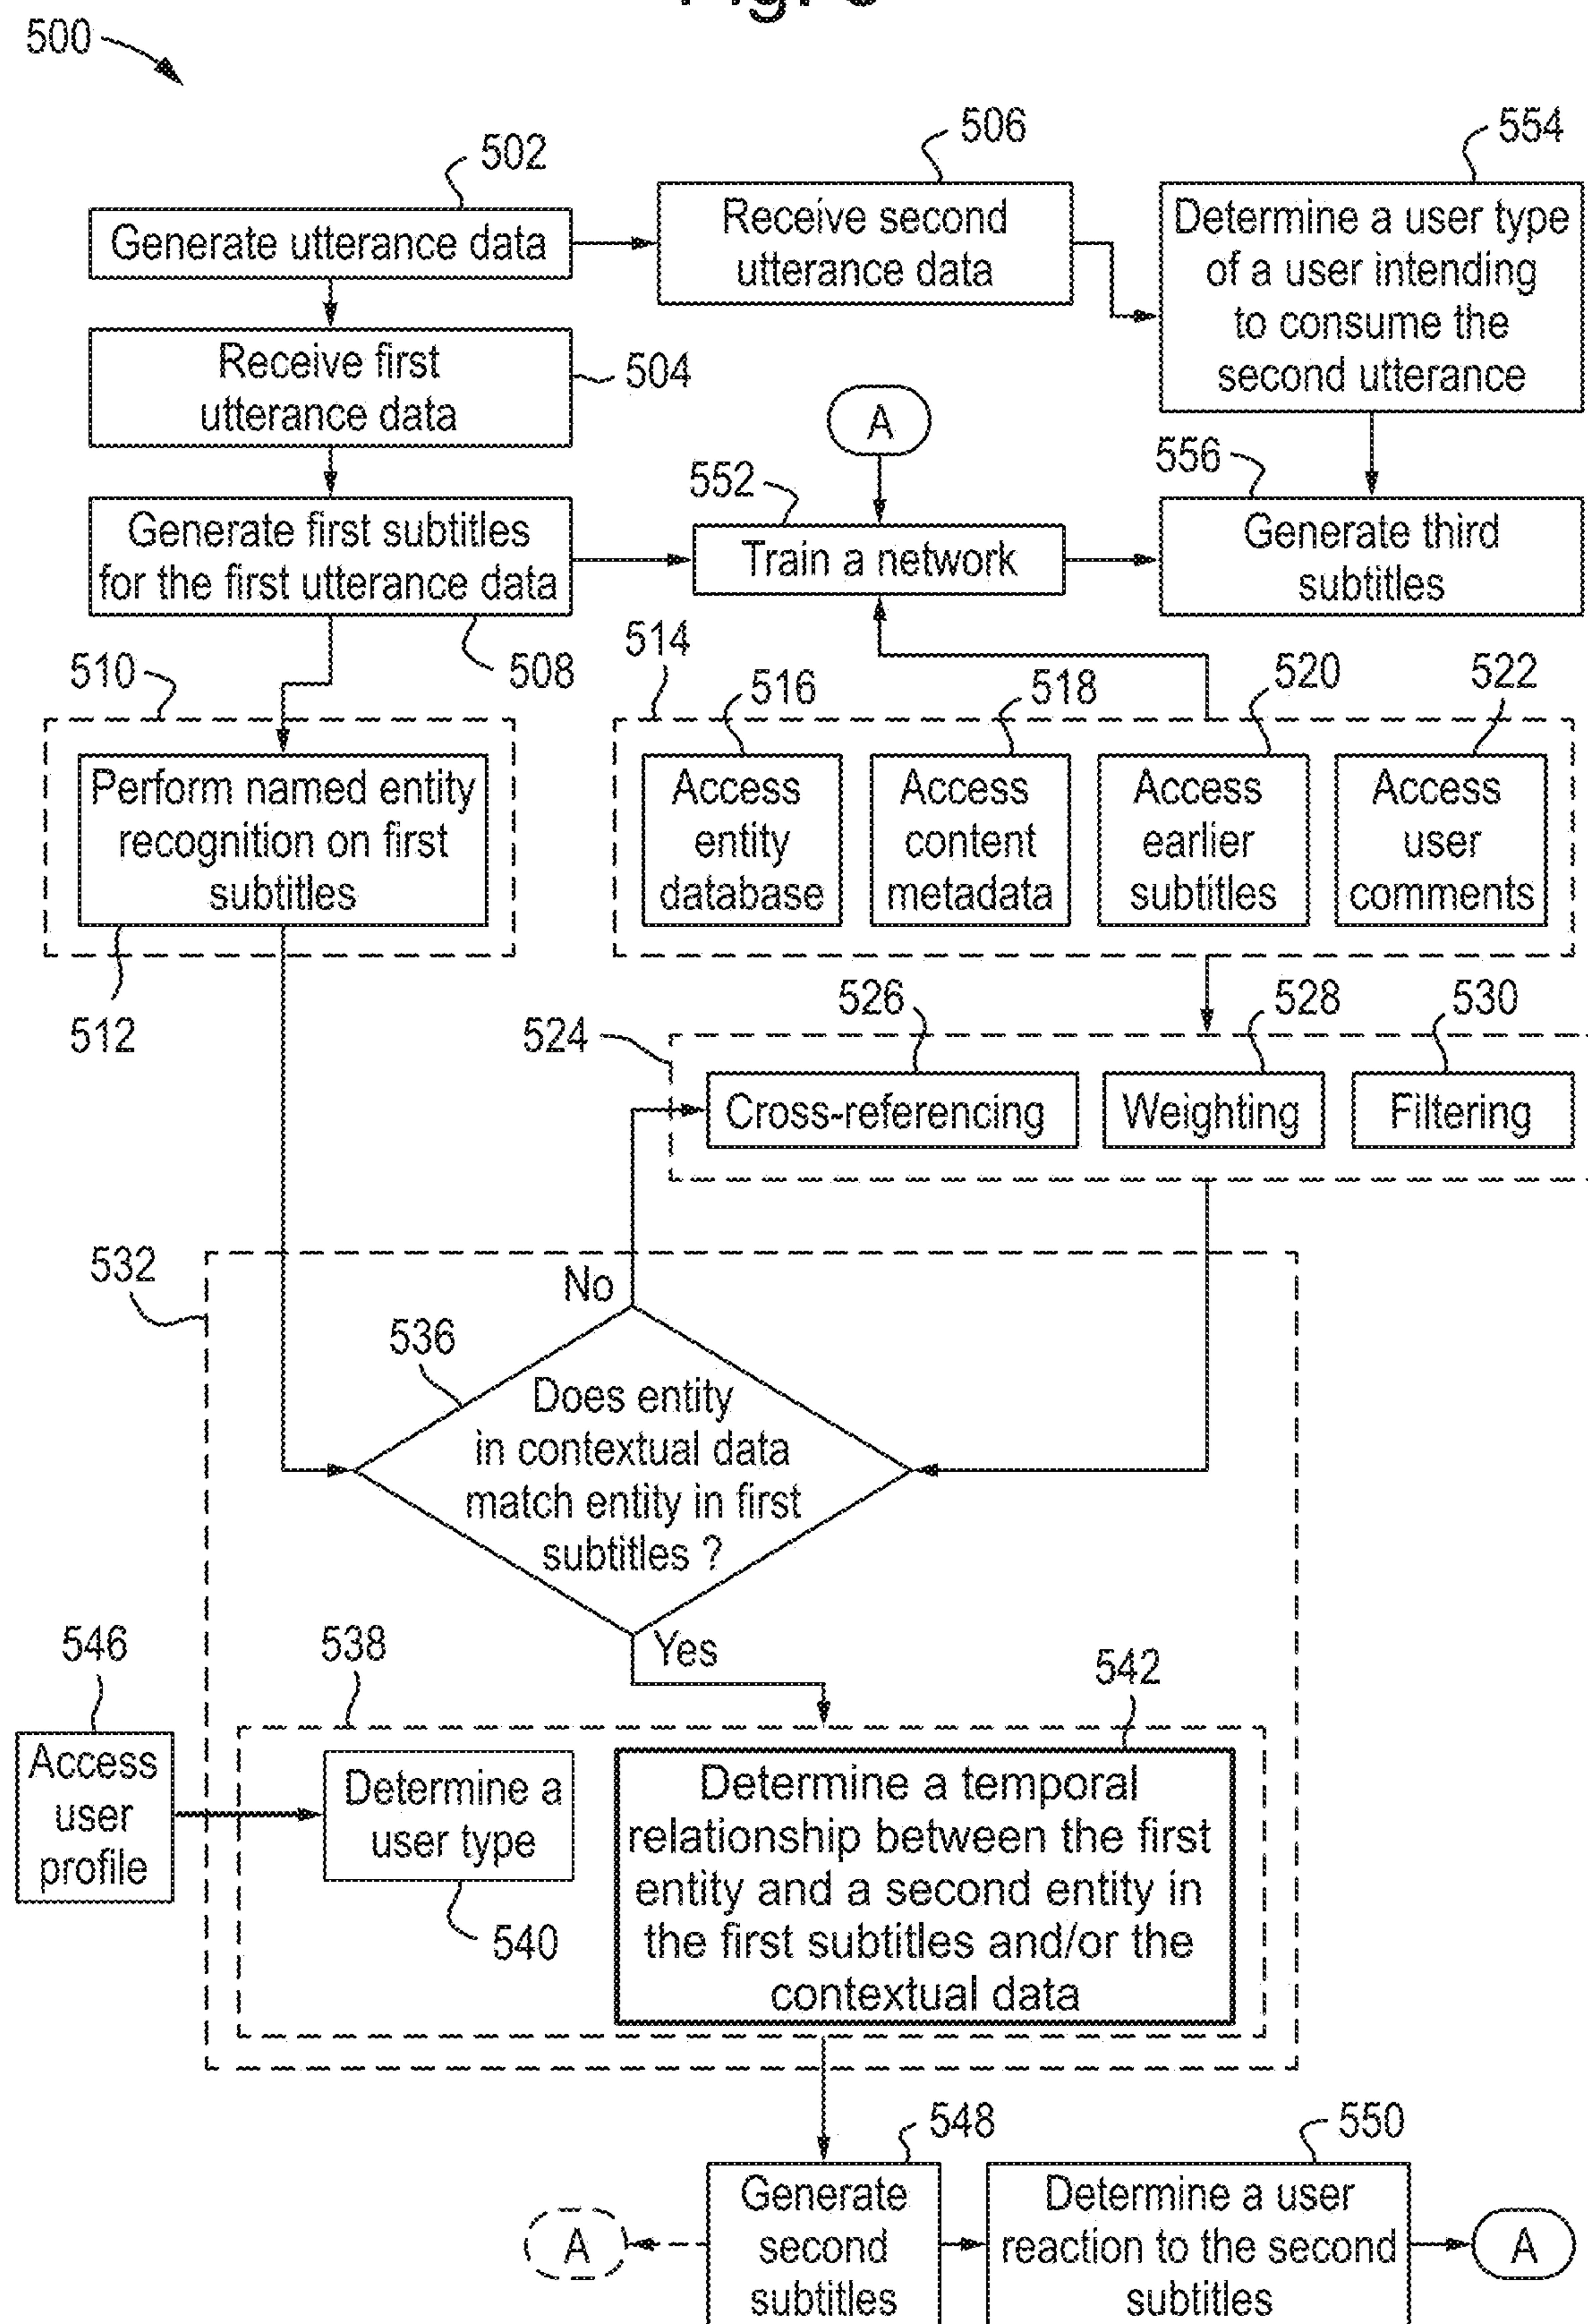 500
502
506
554
Generate utterance data
Receive second
utterance data
Determine a user type
of a user intending
to consume the
second utterance
Receive first
utterance data
504
A
552
556
Generate first subtitles
for the first utterance data
Train a network
Generate third
subtitles
508
510
514
516
518
520
522
Perform named entity
recognition on first
subtitles
Access
entity
database
Access
content
metadata
Access
earlier
subtitles
Access
user
comments
512
524
526
528
530
Cross-referencing
Weighting
Filtering
532
No
536
Does entity
in contextual data
match entity in first
subtitles ?
Yes
546
538
542
Access
user
profile
Determine a
user type
540
Determine a temporal
relationship between the first
entity and a second entity in
the first subtitles and/or the
contextual data
548
550
A
Generate
second
subtitles
Determine a user
reaction to the second
subtitles
A